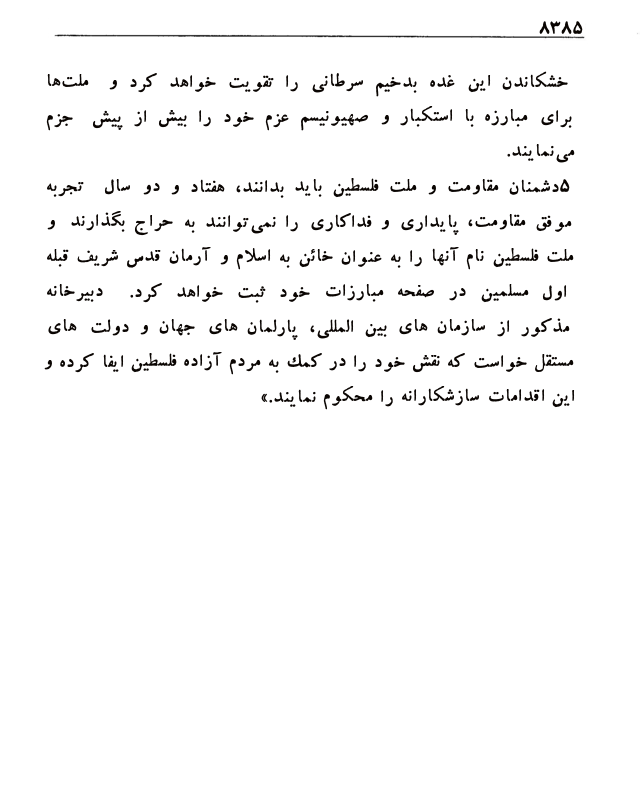 ۸۳۸۵
خشکاندن این غده بدخیم سرطانی را تقویت خواهد کرد و ملت‌ها
برای مبارزه با استکبار و صهیونیسم عزم خود را بیش از پیش جزم
می‌نمایند.
۵دشمنان مقاومت و ملت فلسطین باید بدانند، هفتاد و دو سال تجربه
موفق مقاومت، پایداری و فداکاری را نمی‌توانند به حراج بگذارند و
ملت فلسطین نام آنها را به عنوان خائن به اسلام و آرمان قدس شریف قبله
اول مسلمین در صفحه مبارزات خود ثبت خواهد کرد. دبیرخانه
مذکور از سازمان های بین المللی، پارلمان های جهان و دولت های
مستقل خواست که نقش خود را در کمك به مردم آزاده فلسطین ایفا کرده و
این اقدامات سازشکارانه را محکوم نمایند.»